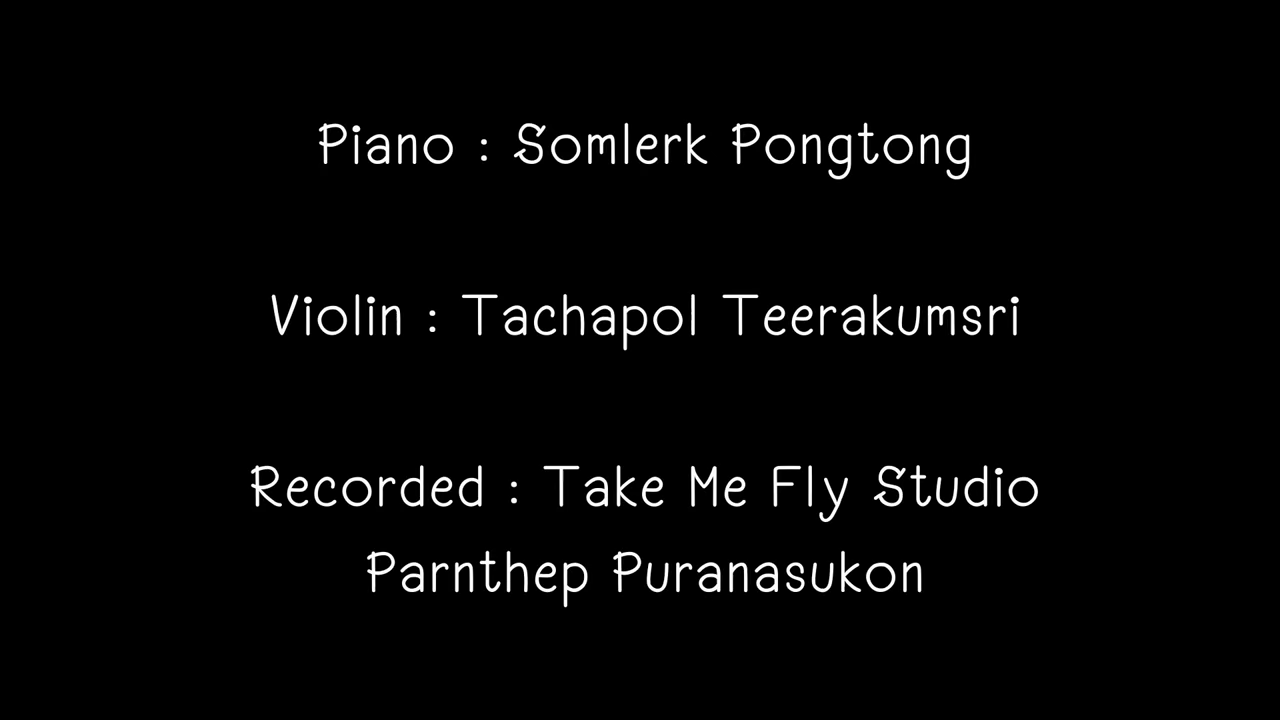 Piano : Somlerk Pongtong
Violin : Tachapol Teerakumsri
Recorded : Take Me Fly Studio
Parnthep Puranasukon